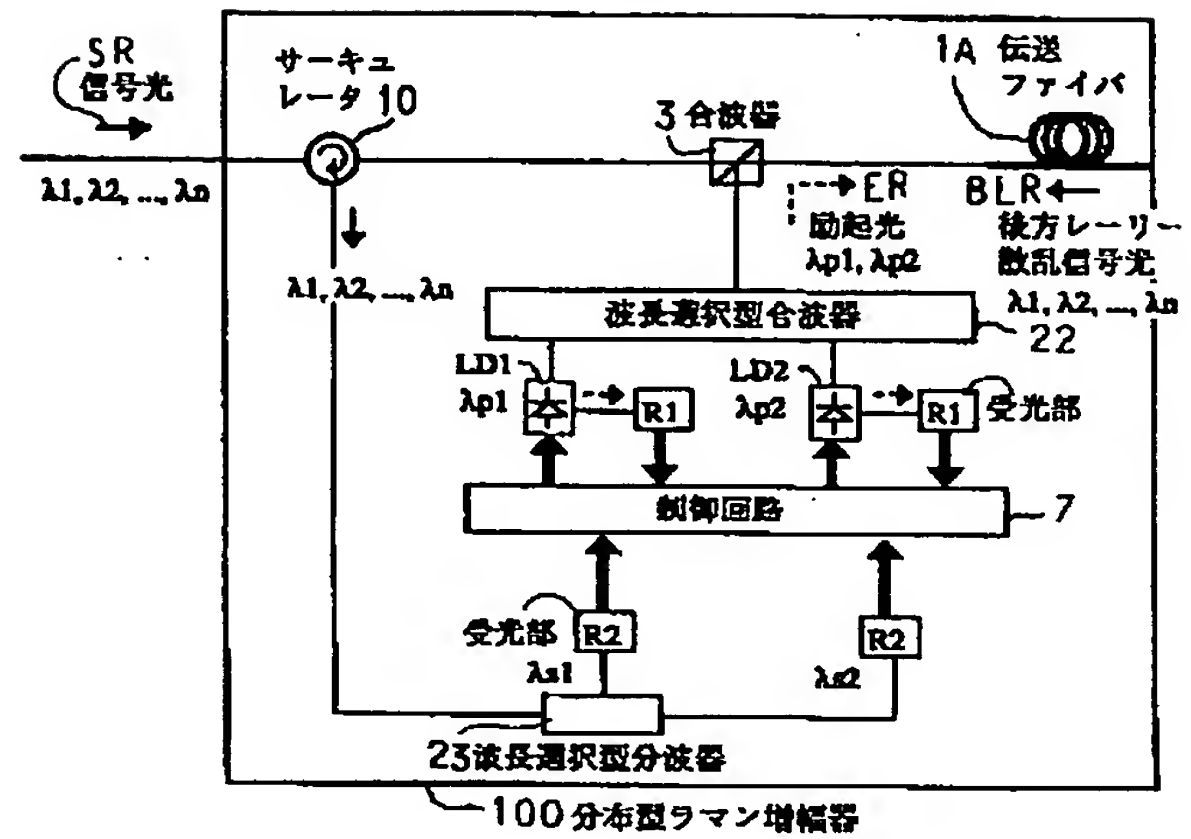 SR
信号光
λ1, λ2, ..., λn
サーキュ
レータ 10
λ1, λ2, ..., λn
3 合波器
1A 伝送
ファイバ
ER
励起光
λp1, λp2
BLR
後方レーリー
散乱信号光
λ1, λ2, ..., λn
波長選択型合波器
22
LD1
λp1
R1
LD2
λp2
R1
受光部
制御回路
7
受光部
R2
λs1
R2
λs2
23波長選択型分波器
100分布型ラマン増幅器